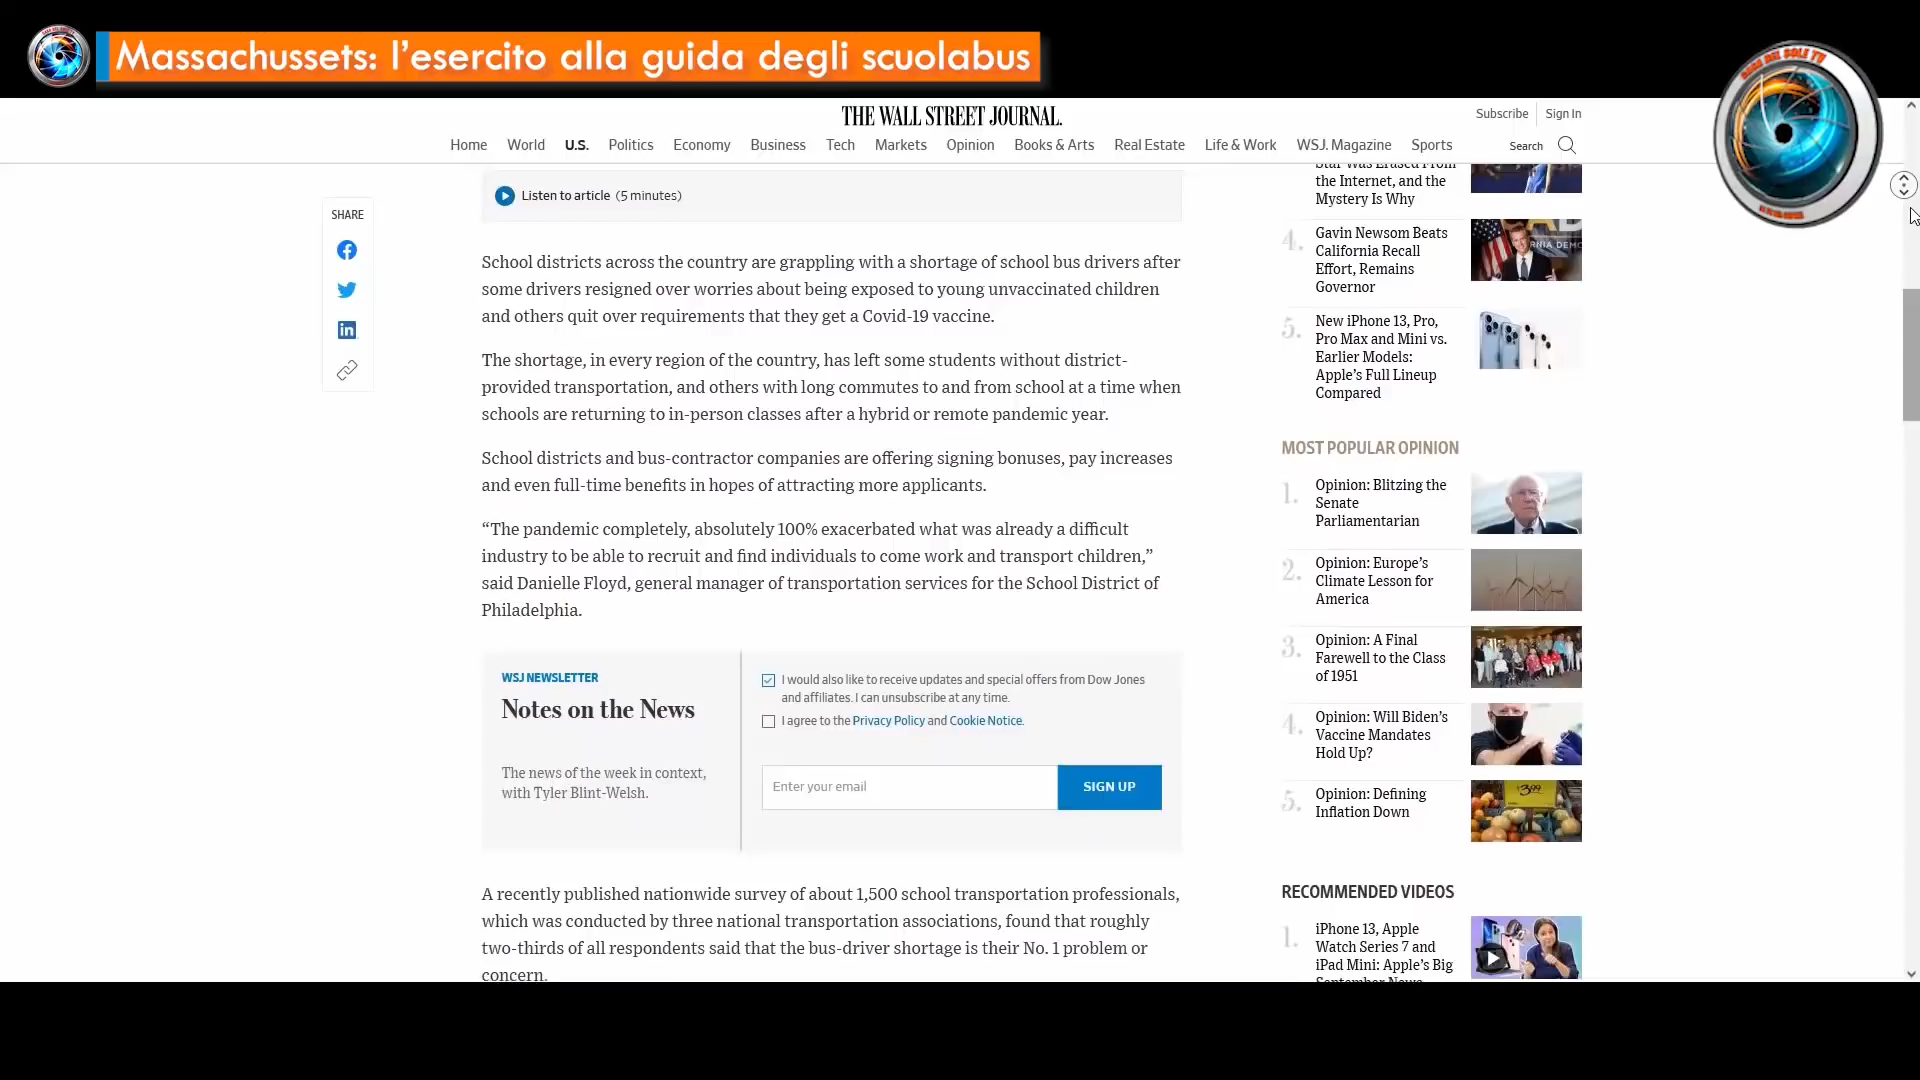 Massachussets: l'esercito alla guida degli scuolabus
CASA DEL SOLE TV
THE WALL STREET JOURNAL.
Subscribe
Sign In
Home
World
U.S.
Politics
Economy
Business
Tech
Markets
Opinion
Books & Arts
Real Estate
Life & Work
WSJ. Magazine
Sports
Search
SHARE
Listen to article (5 minutes)
School districts across the country are grappling with a shortage of school bus drivers after
some drivers resigned over worries about being exposed to young unvaccinated children
and others quit over requirements that they get a Covid-19 vaccine.
The shortage, in every region of the country, has left some students without district-
provided transportation, and others with long commutes to and from school at a time when
schools are returning to in-person classes after a hybrid or remote pandemic year.
School districts and bus-contractor companies are offering signing bonuses, pay increases
and even full-time benefits in hopes of attracting more applicants.
“The pandemic completely, absolutely 100% exacerbated what was already a difficult
industry to be able to recruit and find individuals to come work and transport children,”
said Danielle Floyd, general manager of transportation services for the School District of
Philadelphia.
WSJ NEWSLETTER
Notes on the News
The news of the week in context,
with Tyler Blint-Welsh.
I would also like to receive updates and special offers from Dow Jones
and affiliates. I can unsubscribe at any time.
I agree to the Privacy Policy and Cookie Notice.
Enter your email
SIGN UP
A recently published nationwide survey of about 1,500 school transportation professionals,
which was conducted by three national transportation associations, found that roughly
two-thirds of all respondents said that the bus-driver shortage is their No. 1 problem or
concern.
Star Was Erased From
the Internet, and the
Mystery Is Why
4.
Gavin Newsom Beats
California Recall
Effort, Remains
Governor
5.
New iPhone 13, Pro,
Pro Max and Mini vs.
Earlier Models:
Apple’s Full Lineup
Compared
MOST POPULAR OPINION
1.
Opinion: Blitzing the
Senate
Parliamentarian
2.
Opinion: Europe’s
Climate Lesson for
America
3.
Opinion: A Final
Farewell to the Class
of 1951
4.
Opinion: Will Biden’s
Vaccine Mandates
Hold Up?
5.
Opinion: Defining
Inflation Down
RECOMMENDED VIDEOS
1.
iPhone 13, Apple
Watch Series 7 and
iPad Mini: Apple’s Big
September News